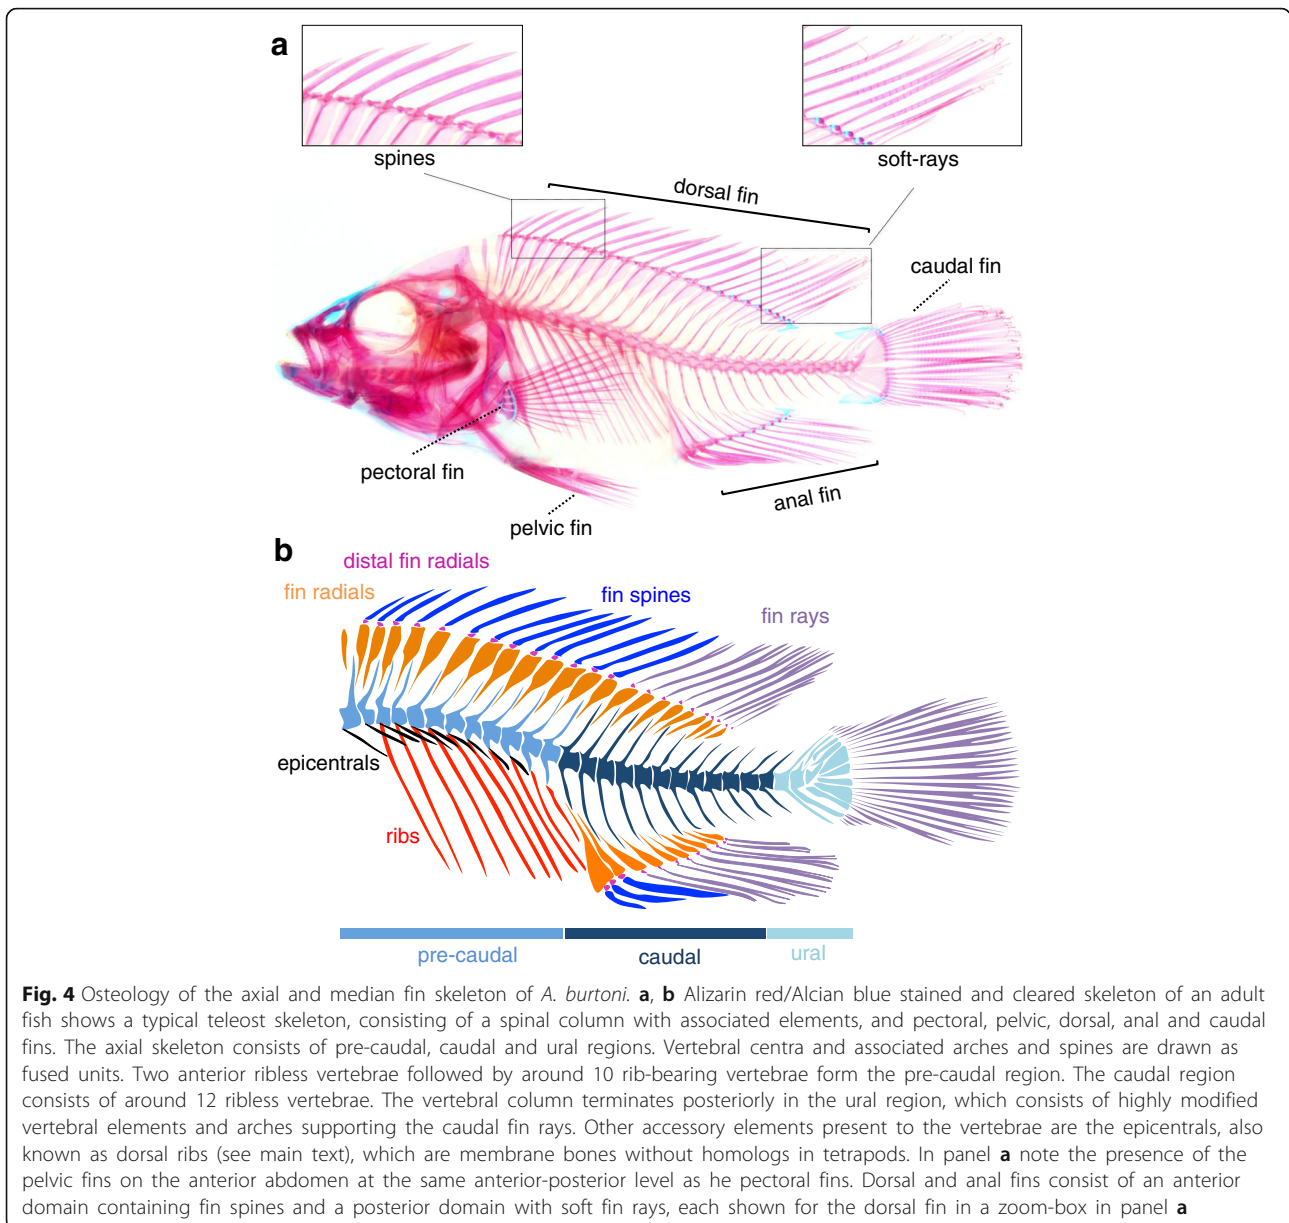 a
spines
soft-rays
dorsal fin
caudal fin
pectoral fin
anal fin
pelvic fin
b
distal fin radials
fin radials
fin spines
fin rays
epicentrals
ribs
pre-caudal
caudal
ural
Fig. 4 Osteology of the axial and median fin skeleton of A. burtoni. a, b Alizarin red/Alcian blue stained and cleared skeleton of an adult
fish shows a typical teleost skeleton, consisting of a spinal column with associated elements, and pectoral, pelvic, dorsal, anal and caudal
fins. The axial skeleton consists of pre-caudal, caudal and ural regions. Vertebral centra and associated arches and spines are drawn as
fused units. Two anterior ribless vertebrae followed by around 10 rib-bearing vertebrae form the pre-caudal region. The caudal region
consists of around 12 ribless vertebrae. The vertebral column terminates posteriorly in the ural region, which consists of highly modified
vertebral elements and arches supporting the caudal fin rays. Other accessory elements present to the vertebrae are the epicentrals, also
known as dorsal ribs (see main text), which are membrane bones without homologs in tetrapods. In panel a note the presence of the
pelvic fins on the anterior abdomen at the same anterior-posterior level as he pectoral fins. Dorsal and anal fins consist of an anterior
domain containing fin spines and a posterior domain with soft fin rays, each shown for the dorsal fin in a zoom-box in panel a